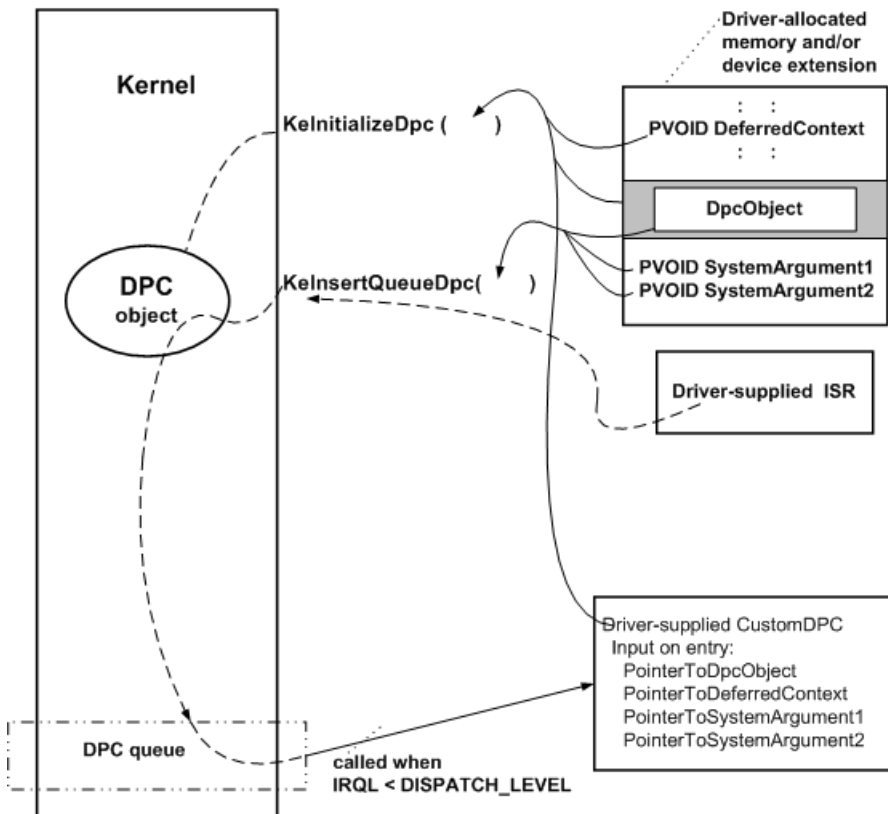 Driver-allocated
memory and/or
device extension
Kernel
KeInitializeDpc (     )
: :
PVOID DeferredContext
: :
DpcObject
DPC
object
KeInsertQueueDpc(     )
PVOID SystemArgument1
PVOID SystemArgument2
Driver-supplied ISR
Driver-supplied CustomDPC
Input on entry:
PointerToDpcObject
PointerToDeferredContext
PointerToSystemArgument1
PointerToSystemArgument2
DPC queue
called when
IRQL < DISPATCH_LEVEL